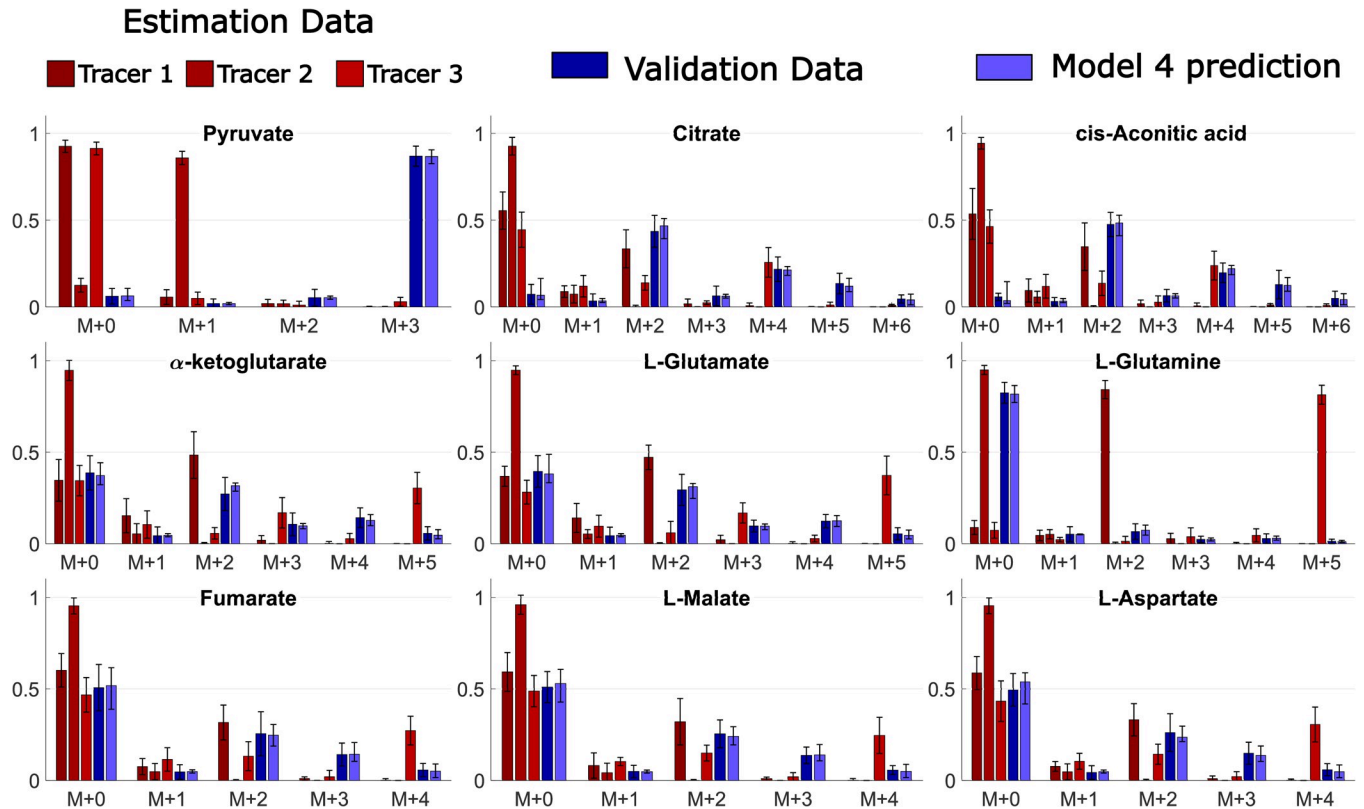 Estimation Data
Tracer 1 Tracer 2 Tracer 3 Validation Data Model 4 prediction
Pyruvate Citrate cis-Aconitic acid
1 1 1
0.5 0.5 0.5
0 0 0
M+0 M+1 M+2 M+3 M+0 M+1 M+2 M+3 M+4 M+5 M+6 M+0 M+1 M+2 M+3 M+4 M+5 M+6
α-ketoglutarate L-Glutamate L-Glutamine
1 1 1
0.5 0.5 0.5
0 0 0
M+0 M+1 M+2 M+3 M+4 M+5 M+0 M+1 M+2 M+3 M+4 M+5 M+0 M+1 M+2 M+3 M+4 M+5
Fumarate L-Malate L-Aspartate
1 1 1
0.5 0.5 0.5
0 0 0
M+0 M+1 M+2 M+3 M+4 M+0 M+1 M+2 M+3 M+4 M+0 M+1 M+2 M+3 M+4